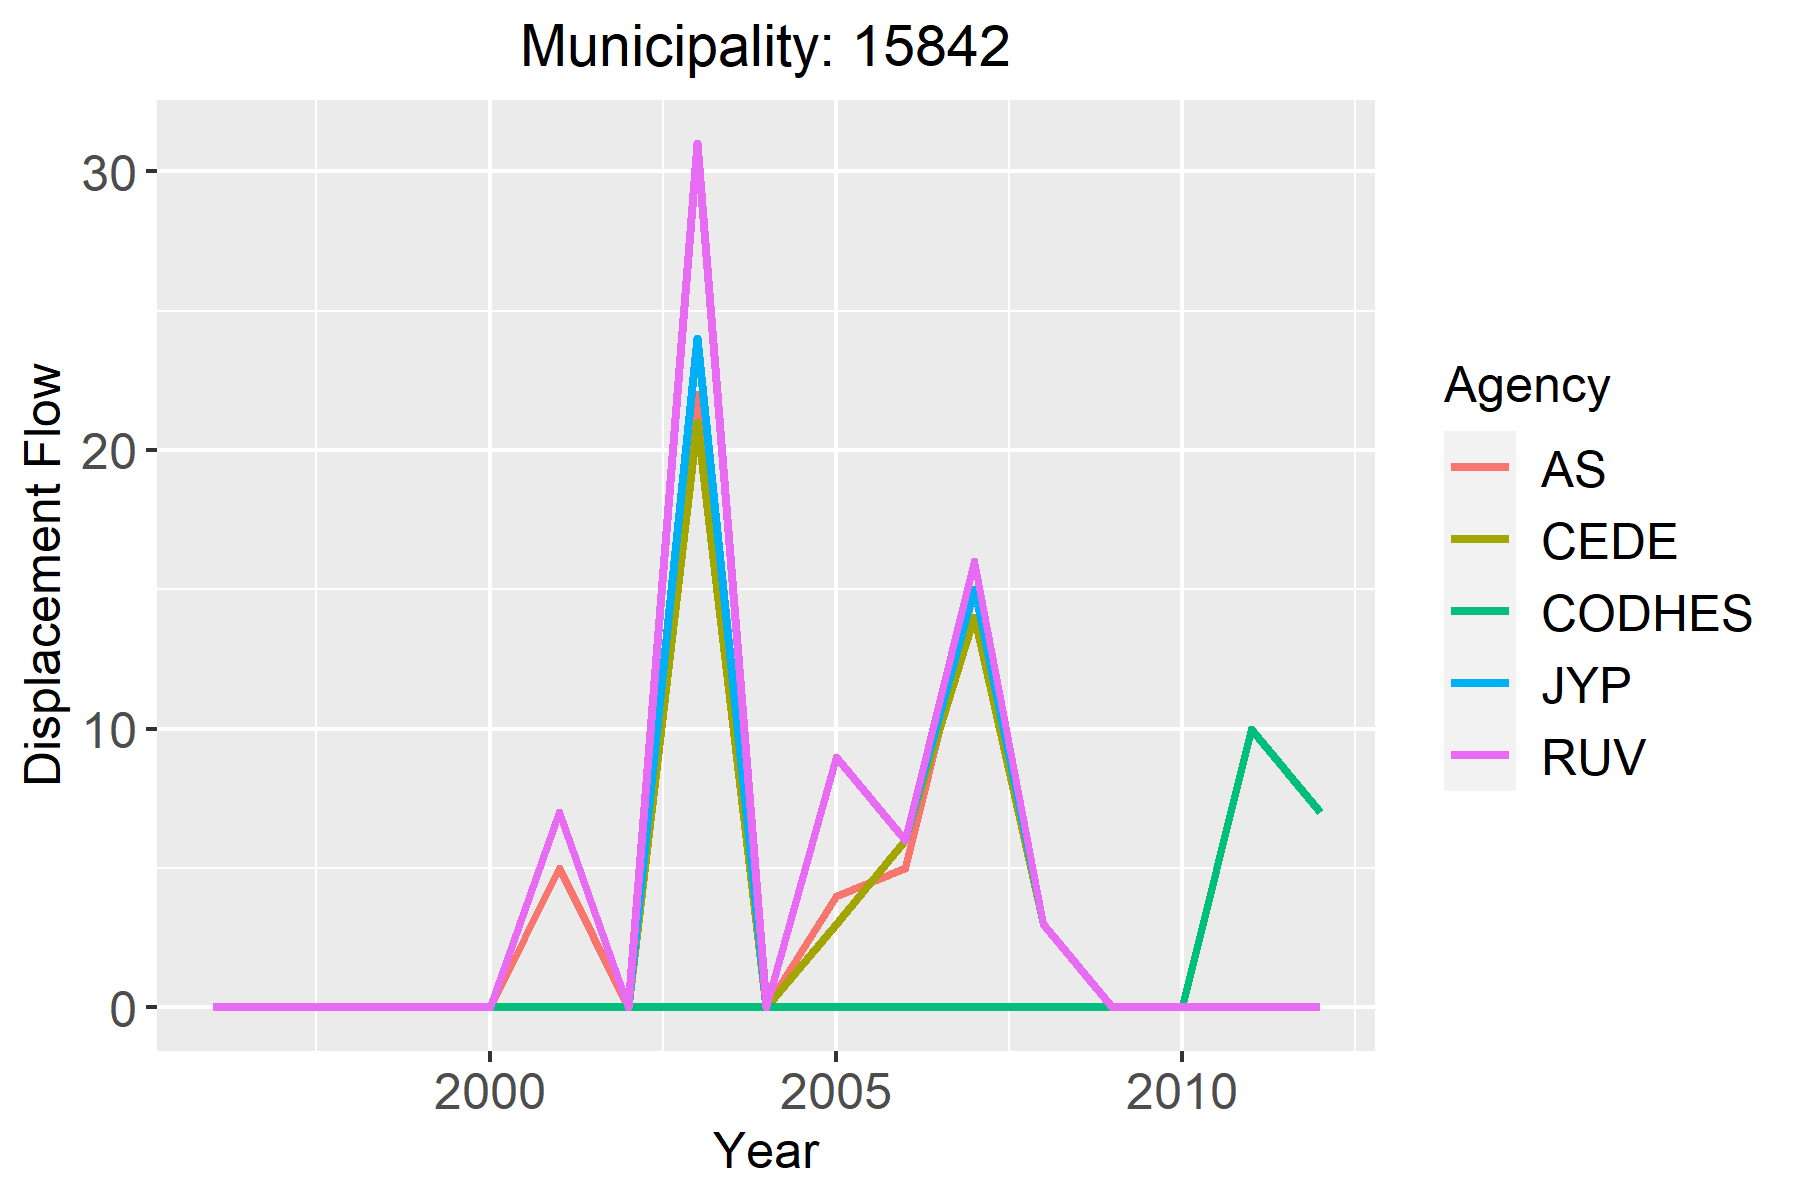 Municipality: 15842
Displacement Flow
30
20
10
0
2000 2005 2010
Year
Agency
AS
CEDE
CODHES
JYP
RUV